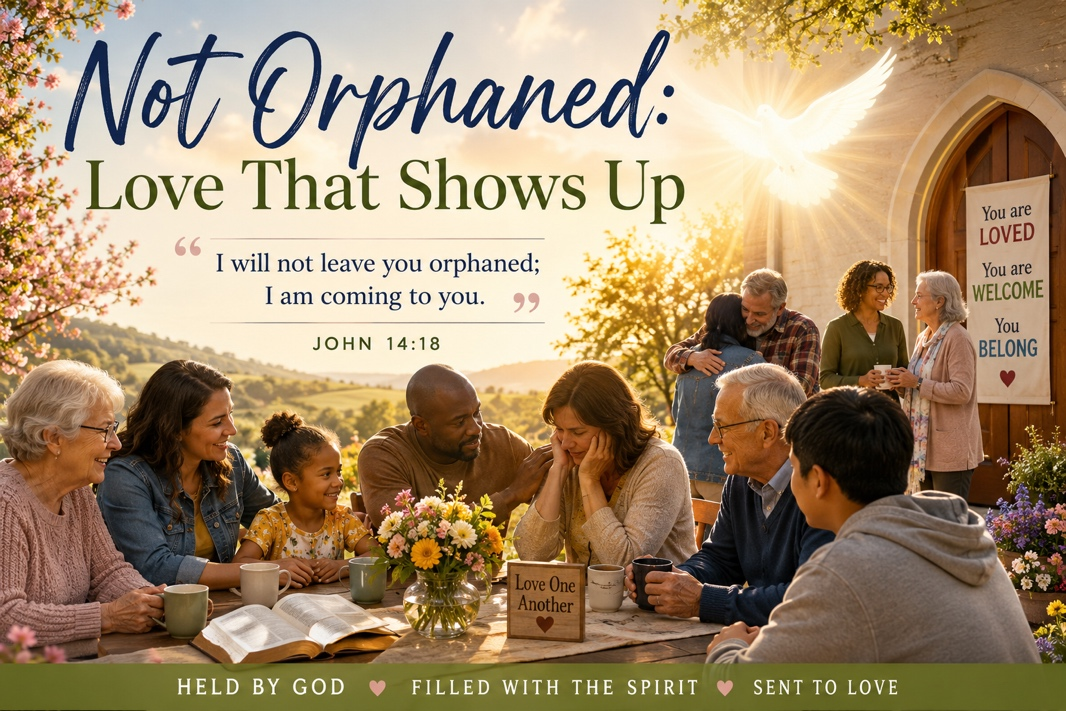 Not Orphaned:
Love That Shows Up
“ I will not leave you orphaned;
I am coming to you. ”
JOHN 14:18
You are
LOVED
You are
WELCOME
You
BELONG
Love One
Another
HELD BY GOD ♥ FILLED WITH THE SPIRIT ♥ SENT TO LOVE